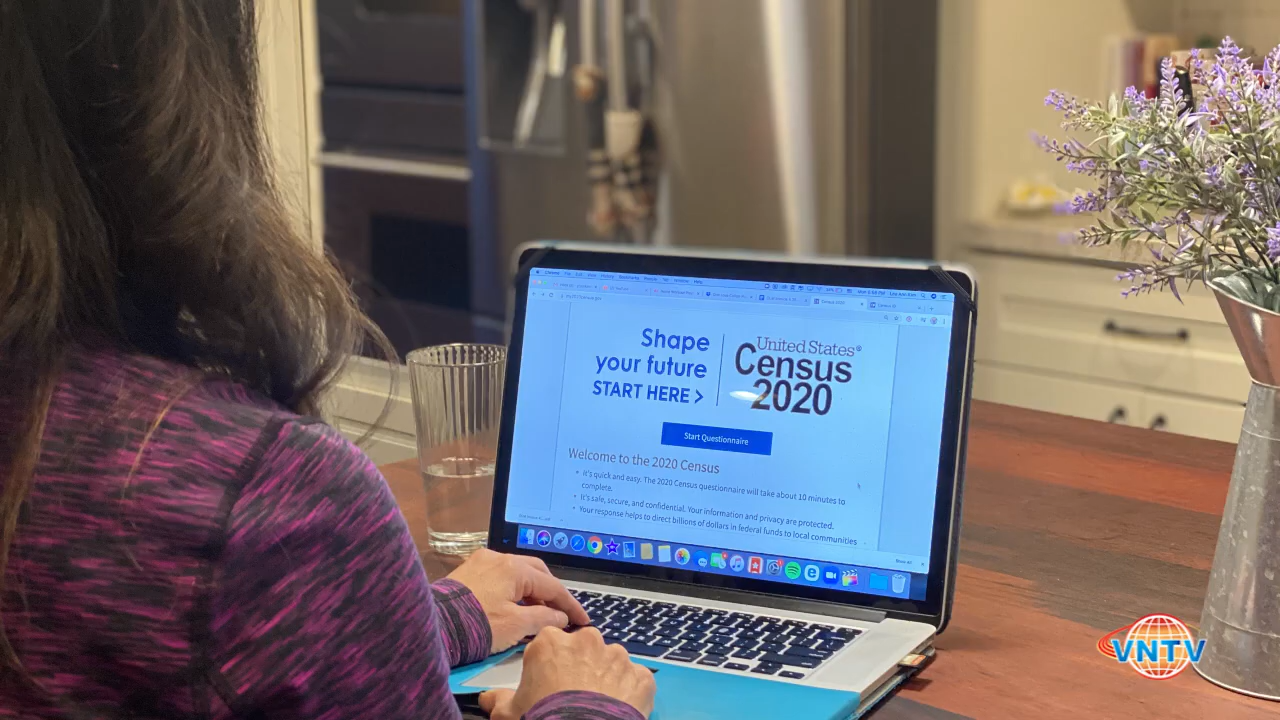 Shape
your future
START HERE >
United States®
Census
2020
Start Questionnaire
Welcome to the 2020 Census
It's quick and easy. The 2020 Census questionnaire will take about 10 minutes to
complete.
It's safe, secure, and confidential. Your information and privacy are protected.
Your response helps to direct billions of dollars in federal funds to local communities
VNTV